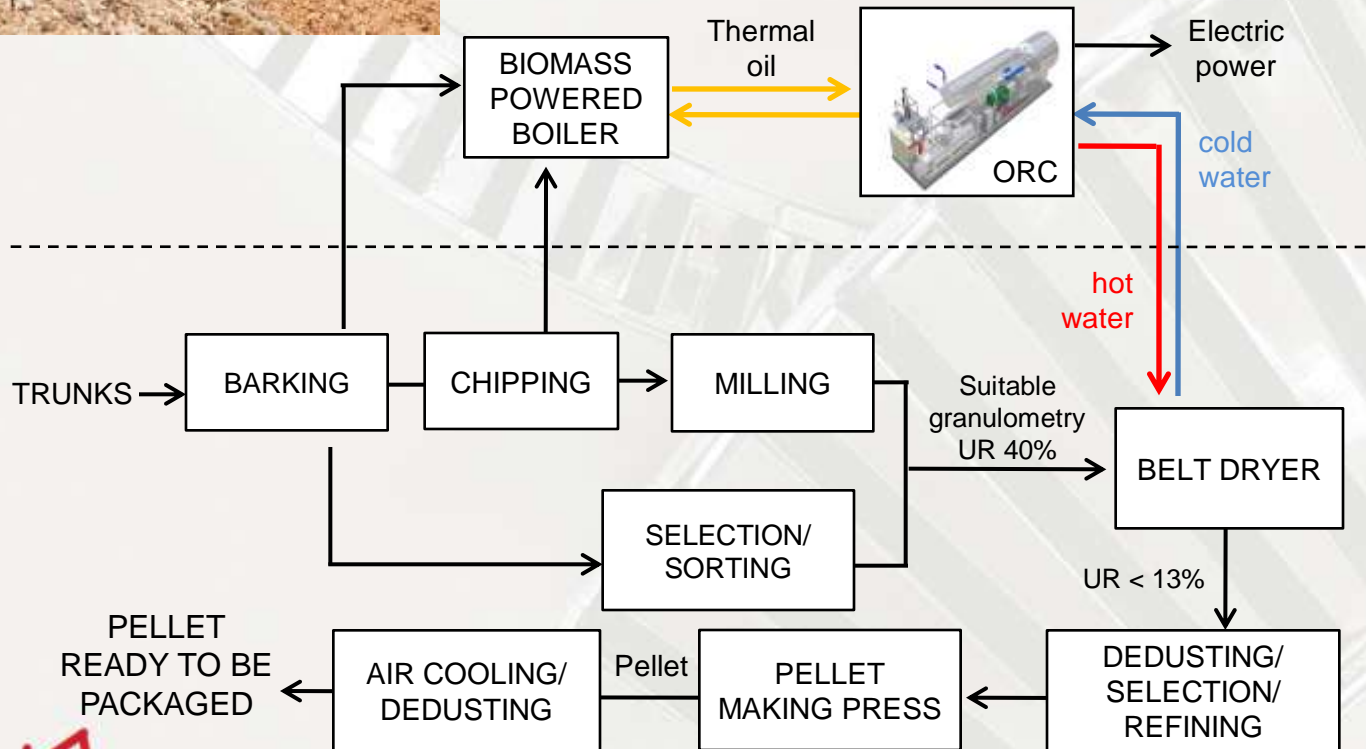 BIOMASS
POWERED
BOILER
Thermal
oil
ORC
Electric
power
cold
water
hot
water
TRUNKS
BARKING
CHIPPING
MILLING
Suitable
granulometry
UR 40%
BELT DRYER
SELECTION/
SORTING
UR < 13%
PELLET
READY TO BE
PACKAGED
AIR COOLING/
DEDUSTING
Pellet
PELLET
MAKING PRESS
DEDUSTING/
SELECTION/
REFINING